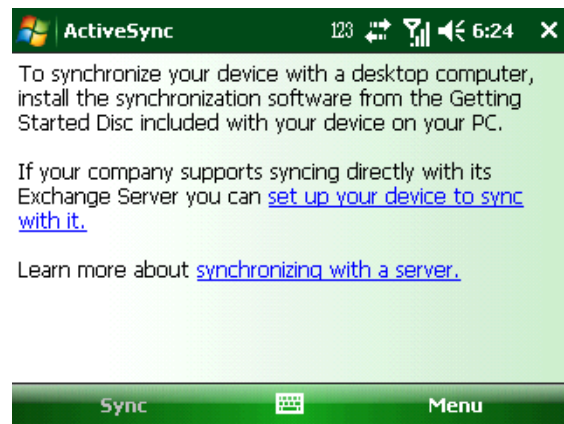 ActiveSync 123 6:24
To synchronize your device with a desktop computer,
install the synchronization software from the Getting
Started Disc included with your device on your PC.
If your company supports syncing directly with its
Exchange Server you can set up your device to sync
with it.
Learn more about synchronizing with a server.
Sync Menu